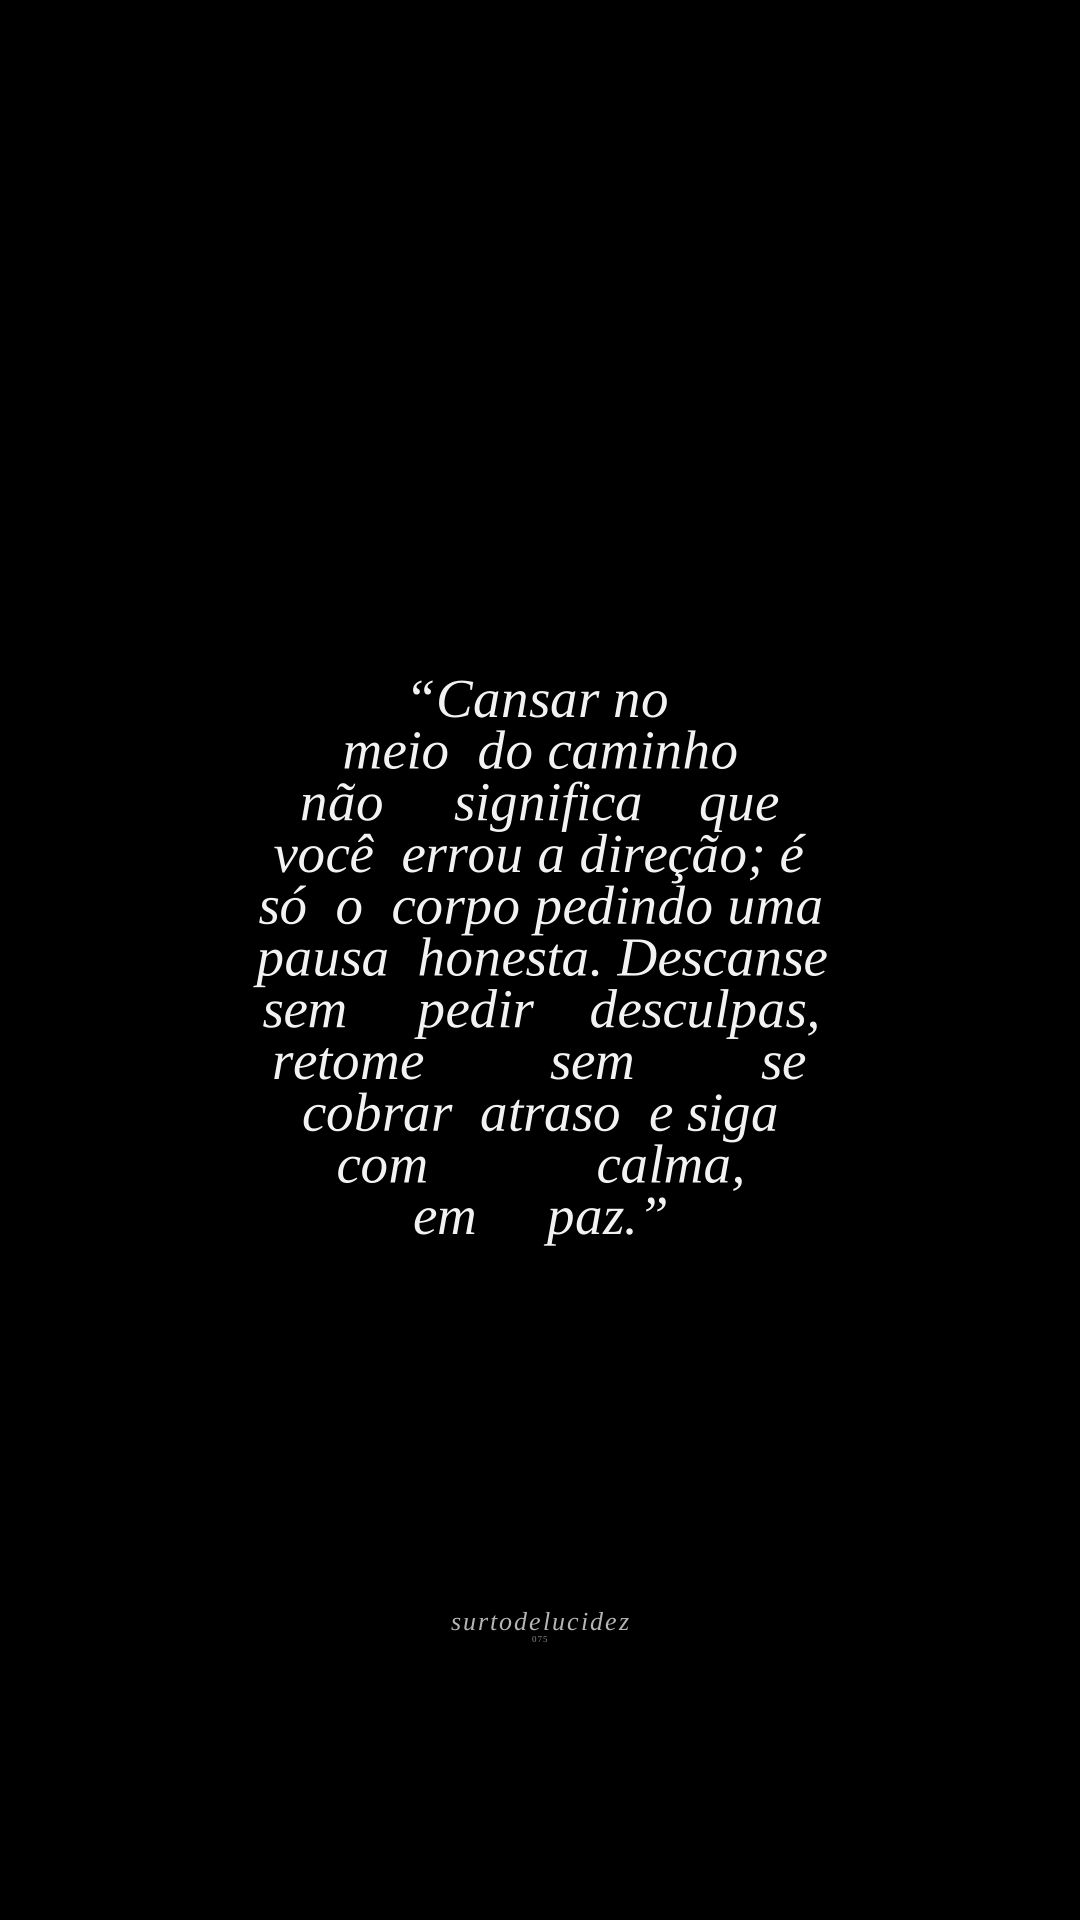 “Cansar no
meio do caminho
não significa que
você errou a direção; é
só o corpo pedindo uma
pausa honesta. Descanse
sem pedir desculpas,
retome sem se
cobrar atraso e siga
com calma,
em paz.”
surtodelucidez
075